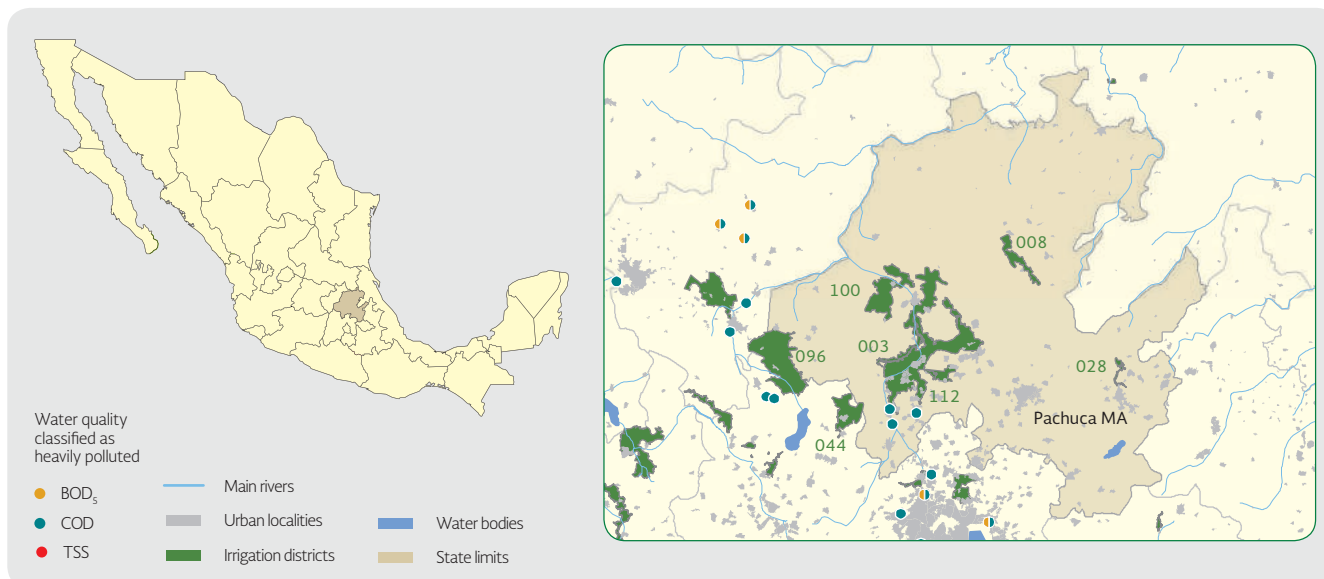 Water quality
classified as
heavily polluted
BOD₅
COD
TSS
Main rivers
Urban localities
Irrigation districts
Water bodies
State limits
008
100
003
096
028
112
044
Pachuca MA